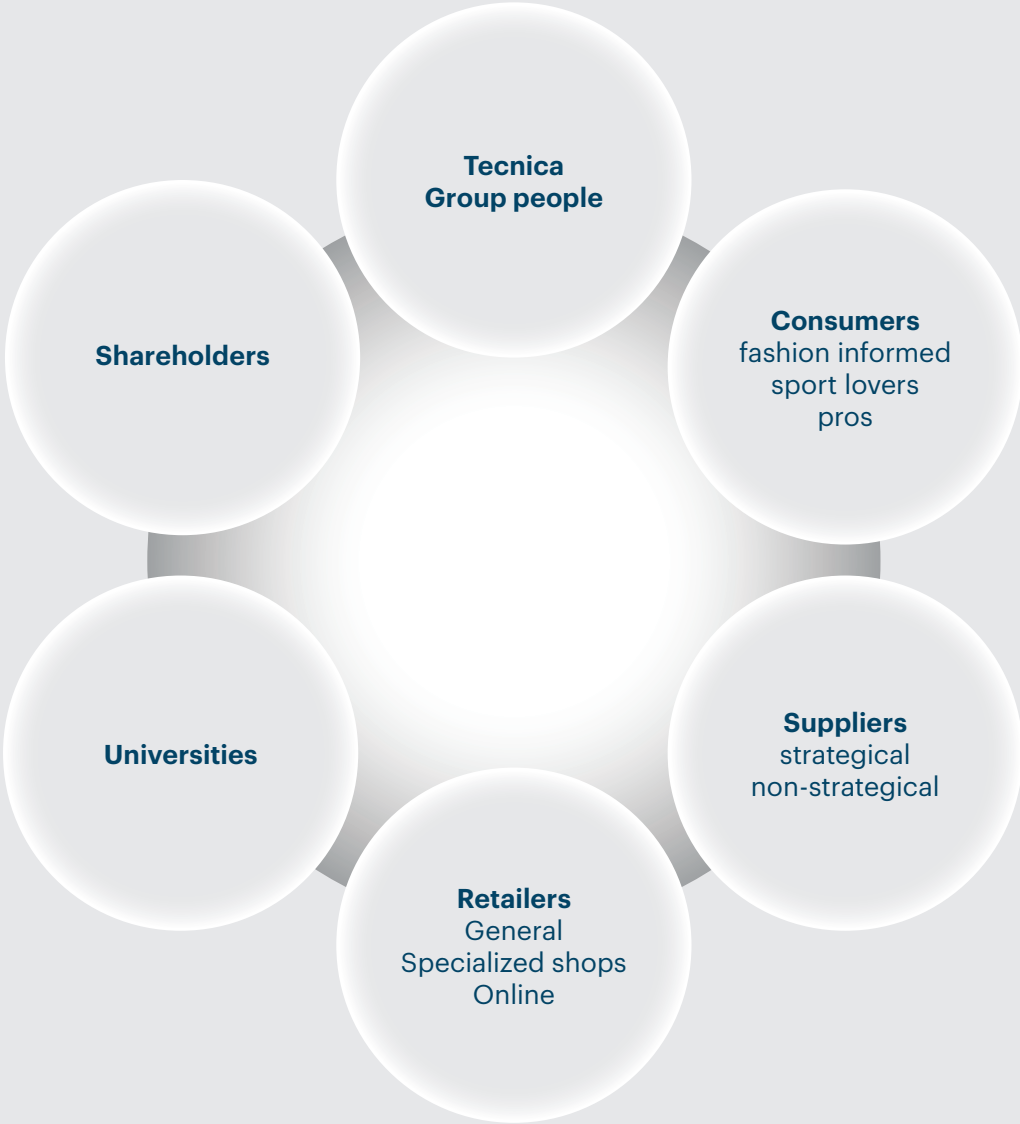 Tecnica
Group people
Consumers
fashion informed
sport lovers
pros
Suppliers
strategical
non-strategical
Retailers
General
Specialized shops
Online
Universities
Shareholders